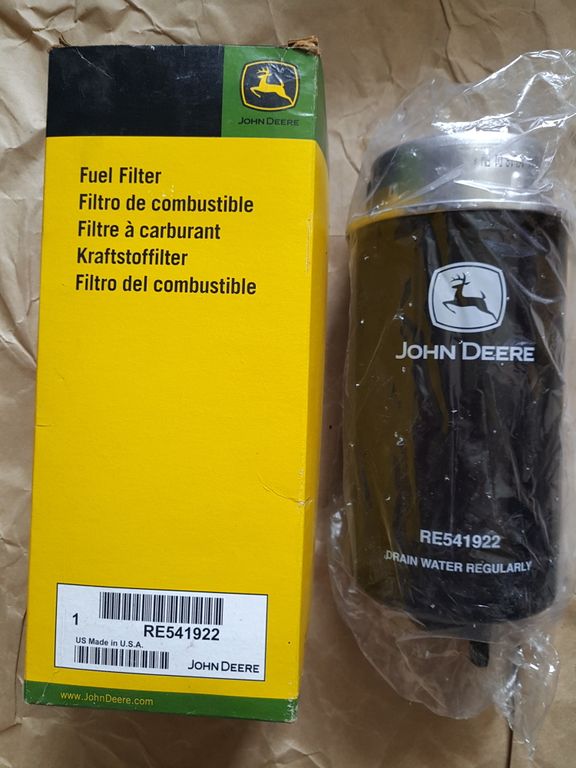 JOHN DEERE
Fuel Filter
Filtro de combustible
Filtre à carburant
Kraftstoffilter
Filtro del combustible
1
RE541922
US Made in U.S.A.
JOHN DEERE
www.JohnDeere.com
JOHN DEERE
RE541922
DRAIN WATER REGULARLY